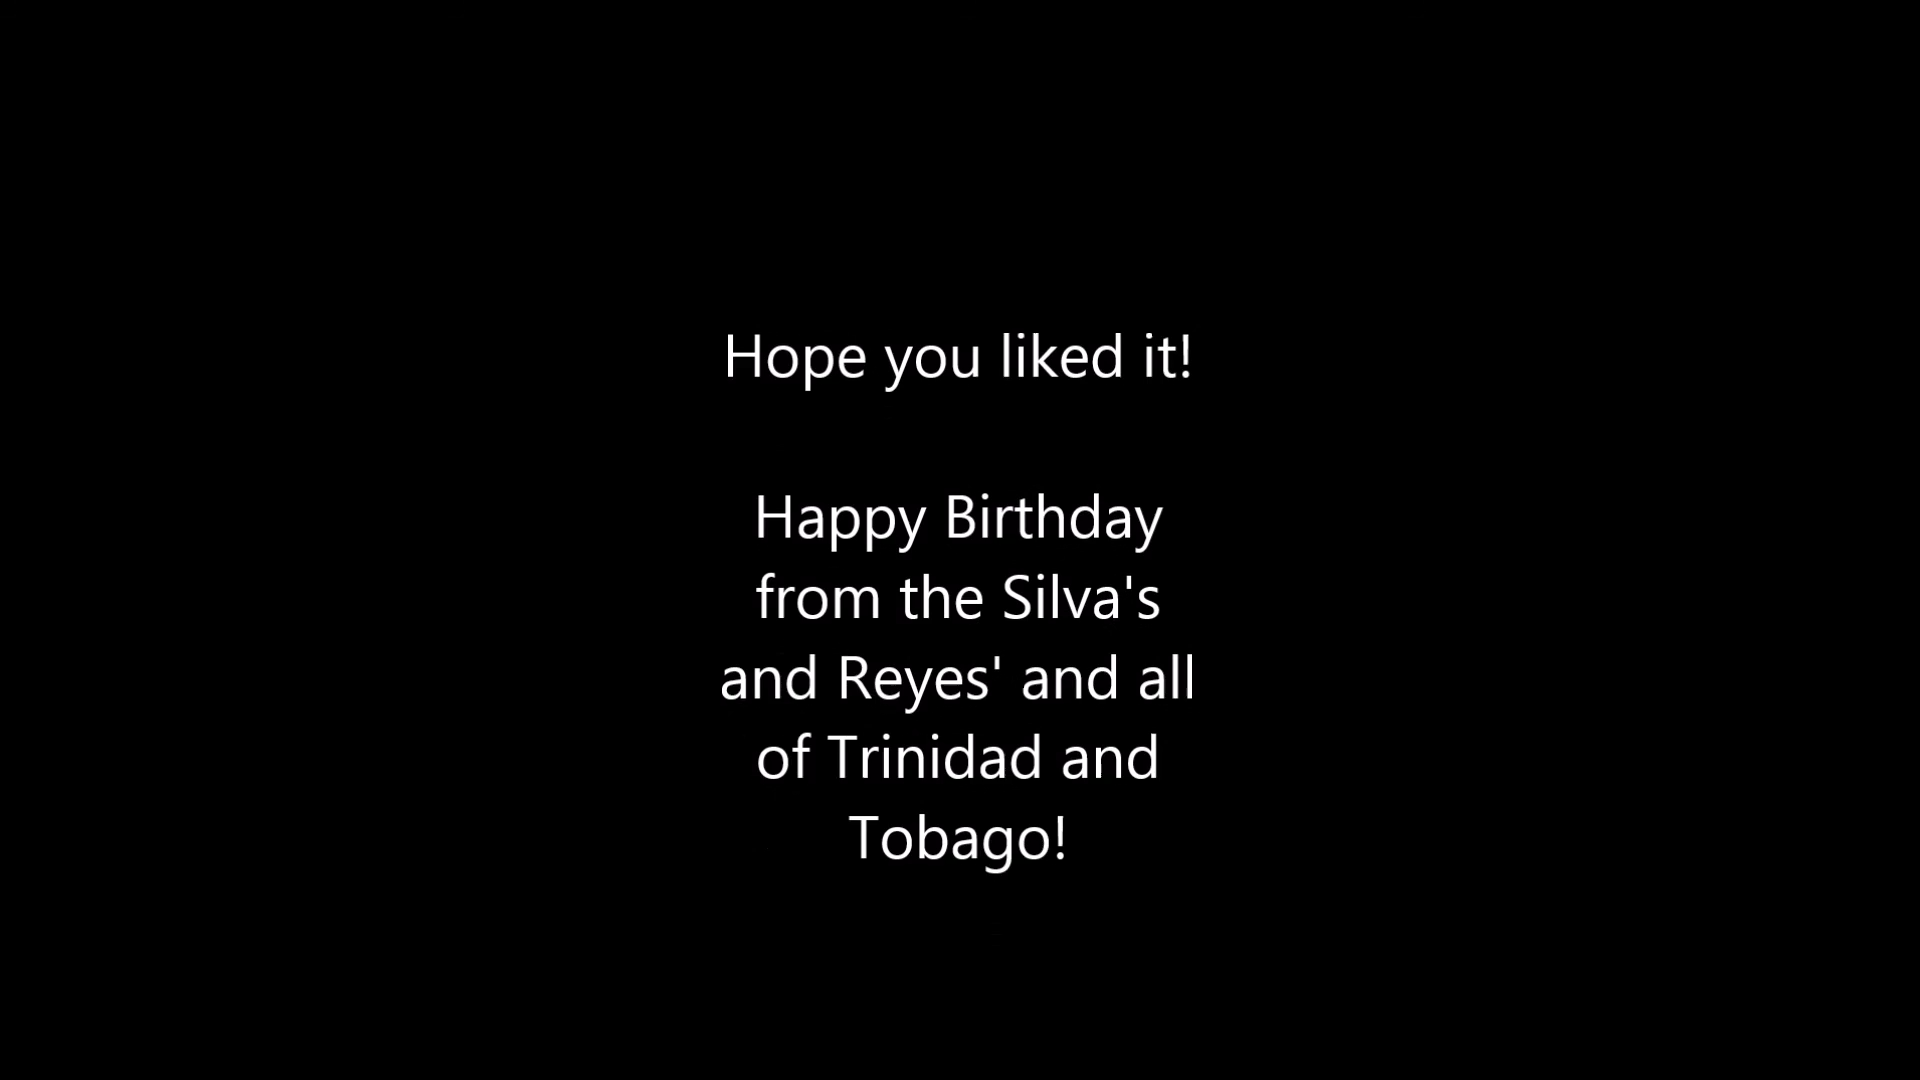 Hope you liked it!
Happy Birthday
from the Silva's
and Reyes' and all
of Trinidad and
Tobago!